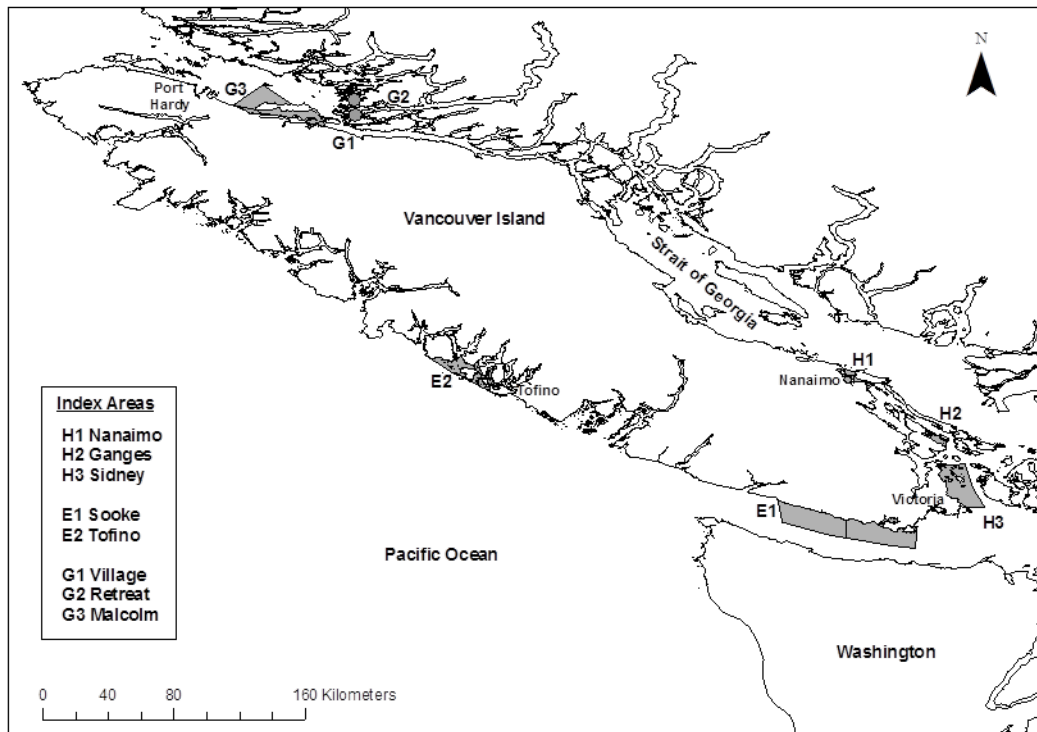 N
Port
Hardy
G3
G2
G1
Vancouver Island
Strait of Georgia
H1
Nanaimo
E2
Tofino
H2
Index Areas
H1 Nanaimo
H2 Ganges
H3 Sidney
E1 Sooke
E2 Tofino
G1 Village
G2 Retreat
G3 Malcolm
Victoria
E1
H3
Pacific Ocean
Washington
0 40 80 160 Kilometers